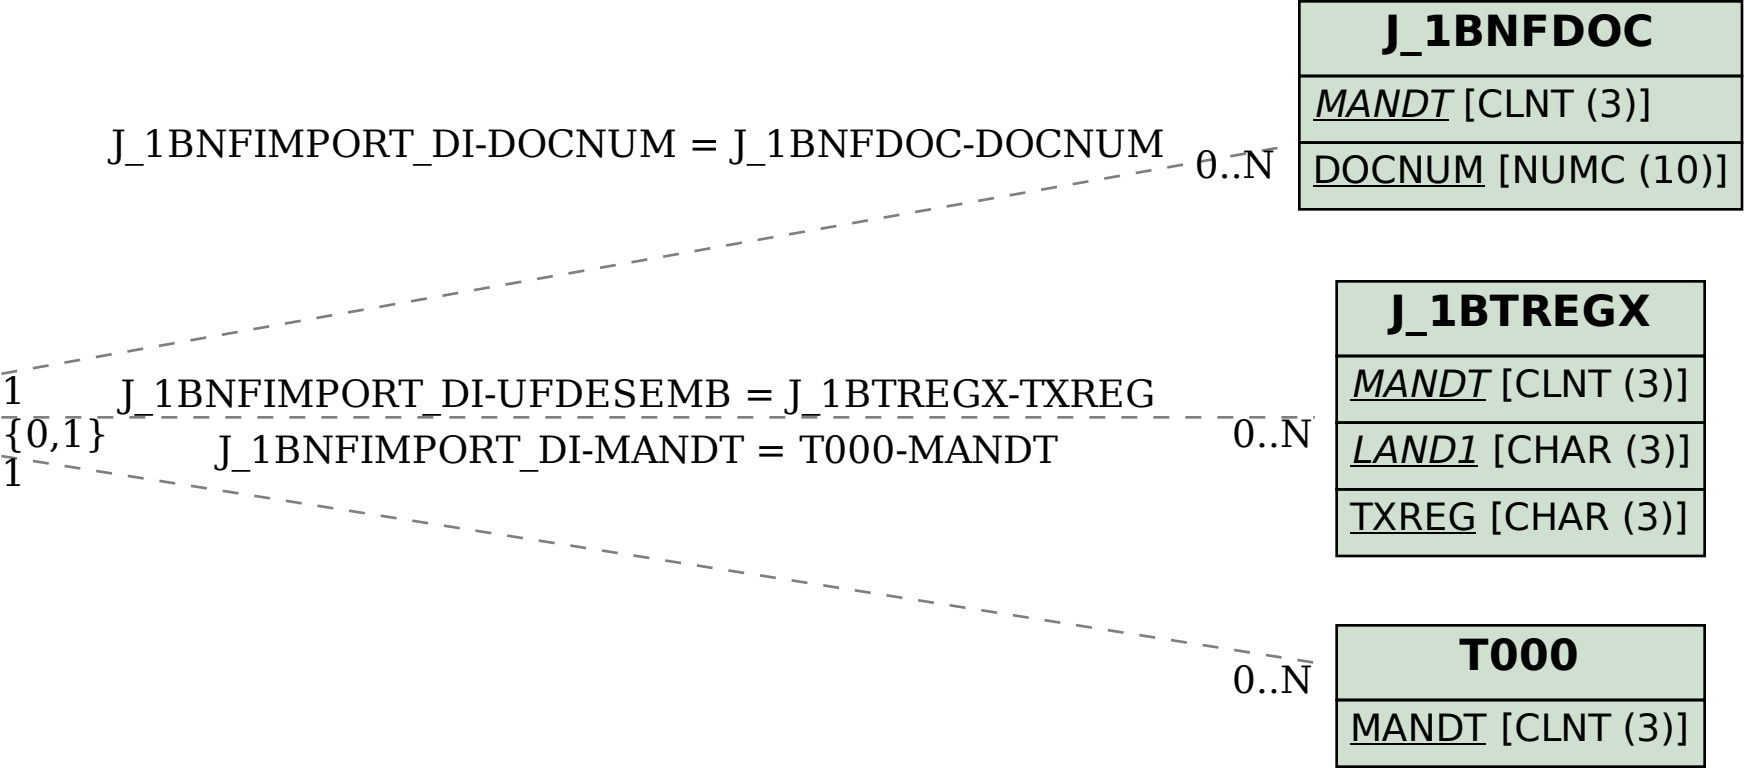 J_1BNFDOC
MANDT [CLNT (3)]
DOCNUM [NUMC (10)]
J_1BNFIMPORT_DI-DOCNUM = J_1BNFDOC-DOCNUM
0..N
1
J_1BTREGX
MANDT [CLNT (3)]
LAND1 [CHAR (3)]
TXREG [CHAR (3)]
J_1BNFIMPORT_DI-UFDESEMB = J_1BTREGX-TXREG
0..N
{0,1}
J_1BNFIMPORT_DI-MANDT = T000-MANDT
1
0..N
T000
MANDT [CLNT (3)]